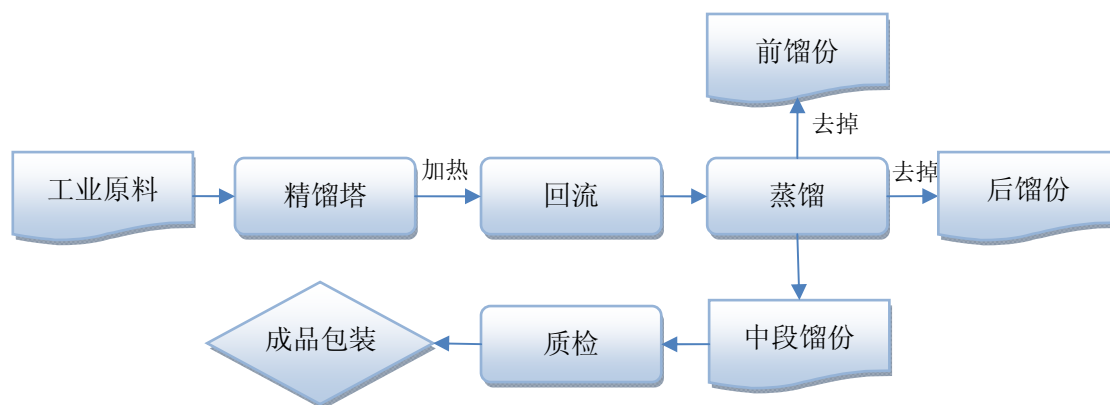 前馏份
去掉
工业原料
精馏塔
加热
回流
蒸馏
去掉
后馏份
成品包装
质检
中段馏份